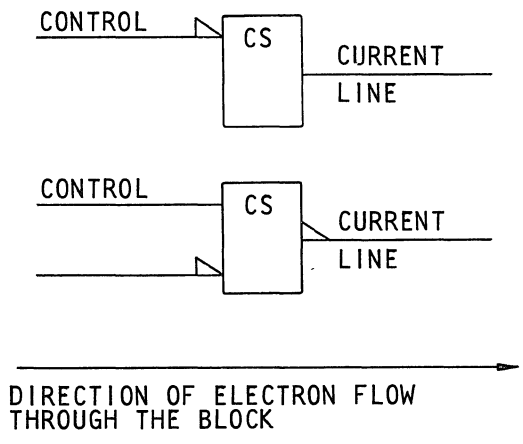 CONTROL
CS
CURRENT
LINE
CONTROL
CS
CURRENT
LINE
DIRECTION OF ELECTRON FLOW
THROUGH THE BLOCK